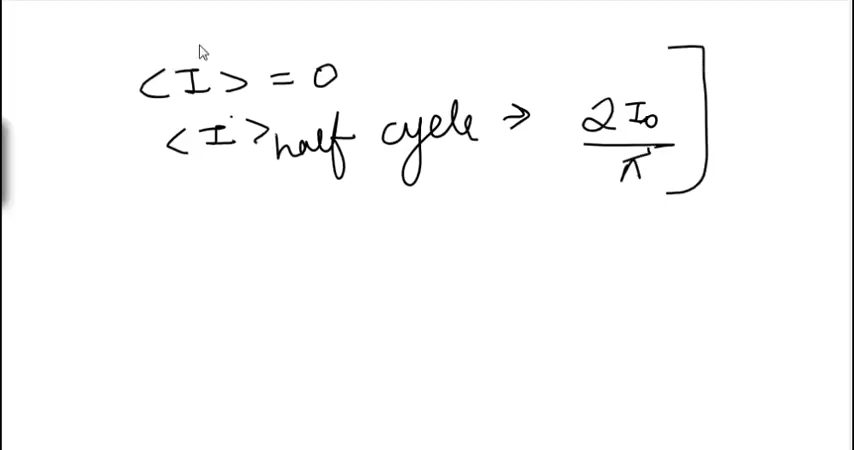 <I> = 0
<I>half cycle ⇒ 2I₀/π